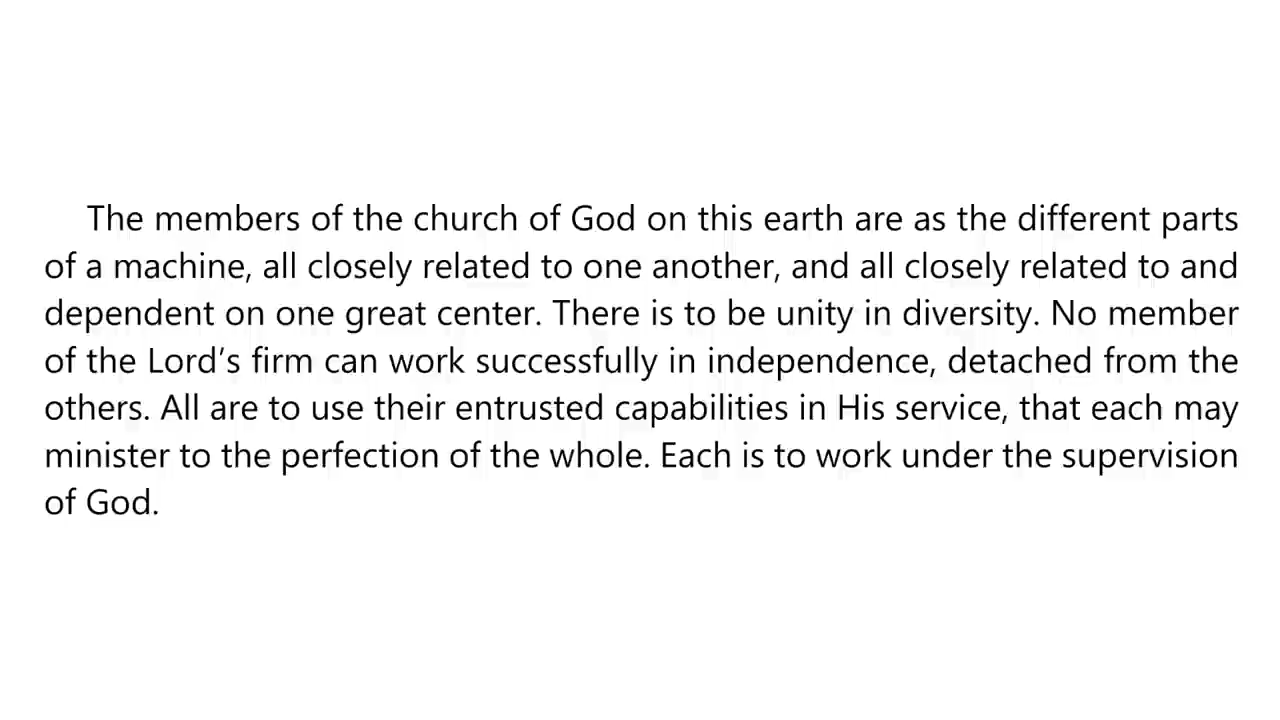 The members of the church of God on this earth are as the different parts
of a machine, all closely related to one another, and all closely related to and
dependent on one great center. There is to be unity in diversity. No member
of the Lord’s firm can work successfully in independence, detached from the
others. All are to use their entrusted capabilities in His service, that each may
minister to the perfection of the whole. Each is to work under the supervision
of God.